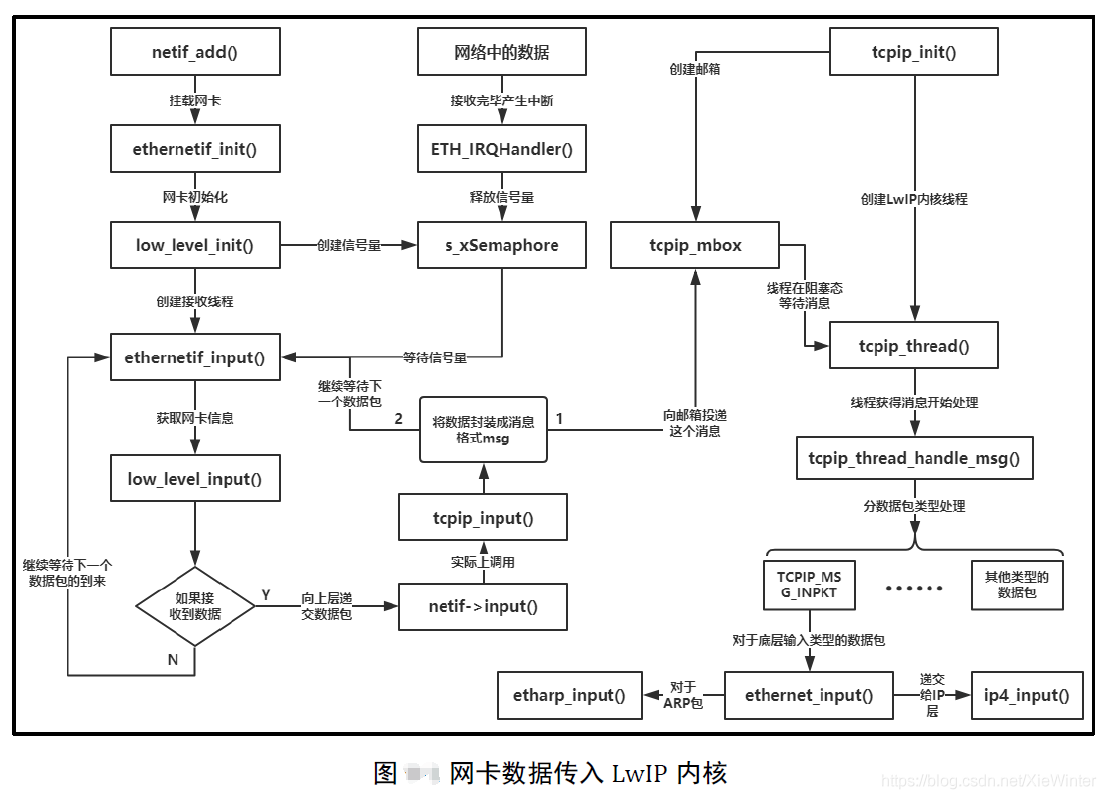 netif_add()
挂载网卡
ethernetif_init()
网卡初始化
low_level_init()
创建信号量
创建接收线程
ethernetif_input()
获取网卡信息
low_level_input()
继续等待下一个
数据包的到来
如果接
收到数据
Y
N
向上层递
交数据包
网络中的数据
接收完毕产生中断
ETH_IRQHandler()
释放信号量
s_xSemaphore
等待信号量
继续等待下
一个数据包
2
将数据封装成消息
格式msg
1
tcpip_input()
实际上调用
netif->input()
向邮箱投递
这个消息
创建邮箱
tcpip_mbox
线程在阻塞态
等待消息
tcpip_init()
创建LwIP内核线程
tcpip_thread()
线程获得消息开始处理
tcpip_thread_handle_msg()
分数据包类型处理
TCPIP_MS
G_INPKT
······
其他类型的
数据包
对于底层输入类型的数据包
etharp_input()
对于
ARP包
ethernet_input()
递交
给IP
层
ip4_input()
图 网卡数据传入 LwIP 内核
https://blog.csdn.net/XieWinter